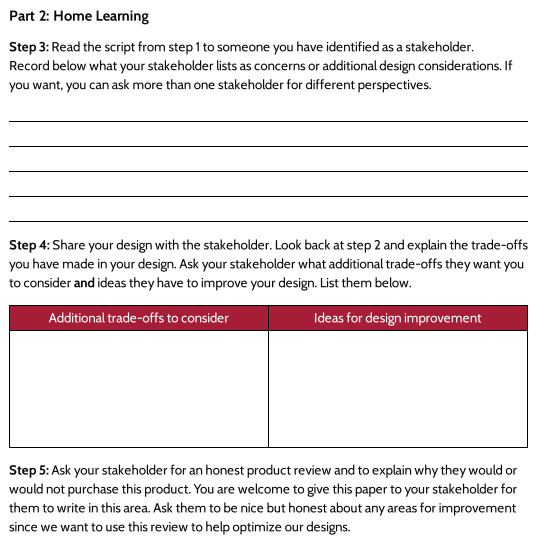 Part 2: Home Learning
Step 3: Read the script from step 1 to someone you have identified as a stakeholder.
Record below what your stakeholder lists as concerns or additional design considerations. If
you want, you can ask more than one stakeholder for different perspectives.
Step 4: Share your design with the stakeholder. Look back at step 2 and explain the trade-offs
you have made in your design. Ask your stakeholder what additional trade-offs they want you
to consider and ideas they have to improve your design. List them below.
Additional trade-offs to consider
Ideas for design improvement
Step 5: Ask your stakeholder for an honest product review and to explain why they would or
would not purchase this product. You are welcome to give this paper to your stakeholder for
them to write in this area. Ask them to be nice but honest about any areas for improvement
since we want to use this review to help optimize our designs.